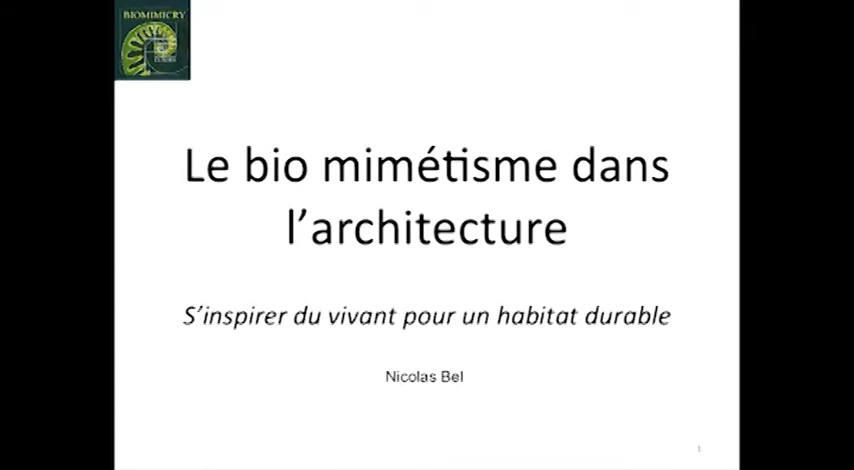 BIOMIMICRY
Le bio mimétisme dans
l’architecture
S’inspirer du vivant pour un habitat durable
Nicolas Bel
1